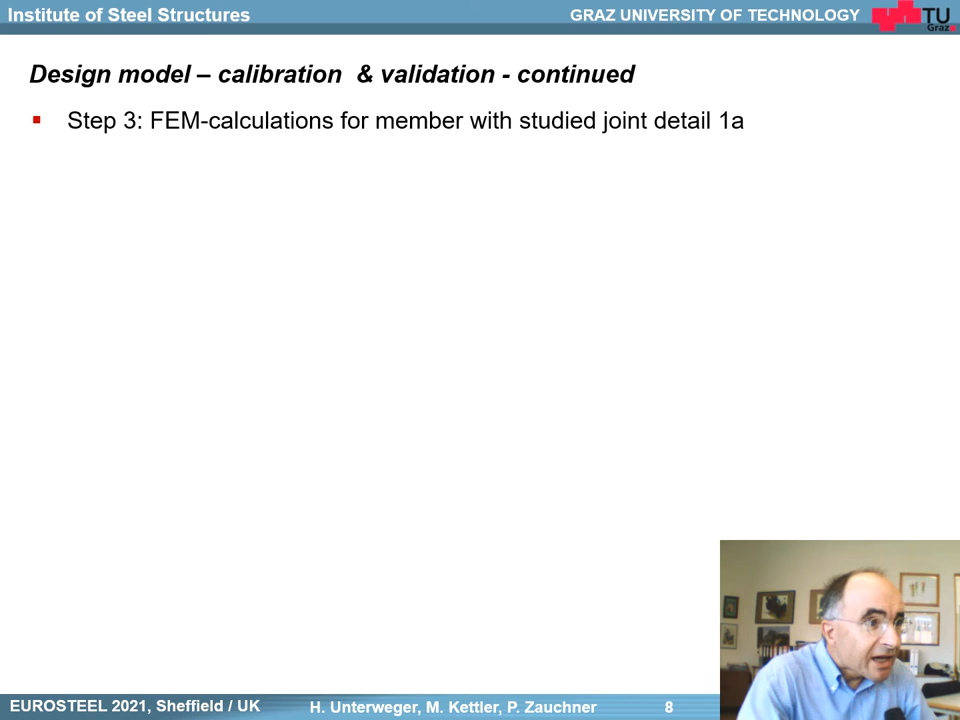 Institute of Steel Structures
GRAZ UNIVERSITY OF TECHNOLOGY
TU
Graz
Design model – calibration & validation - continued
Step 3: FEM-calculations for member with studied joint detail 1a
EUROSTEEL 2021, Sheffield / UK
H. Unterweger, M. Kettler, P. Zauchner
8